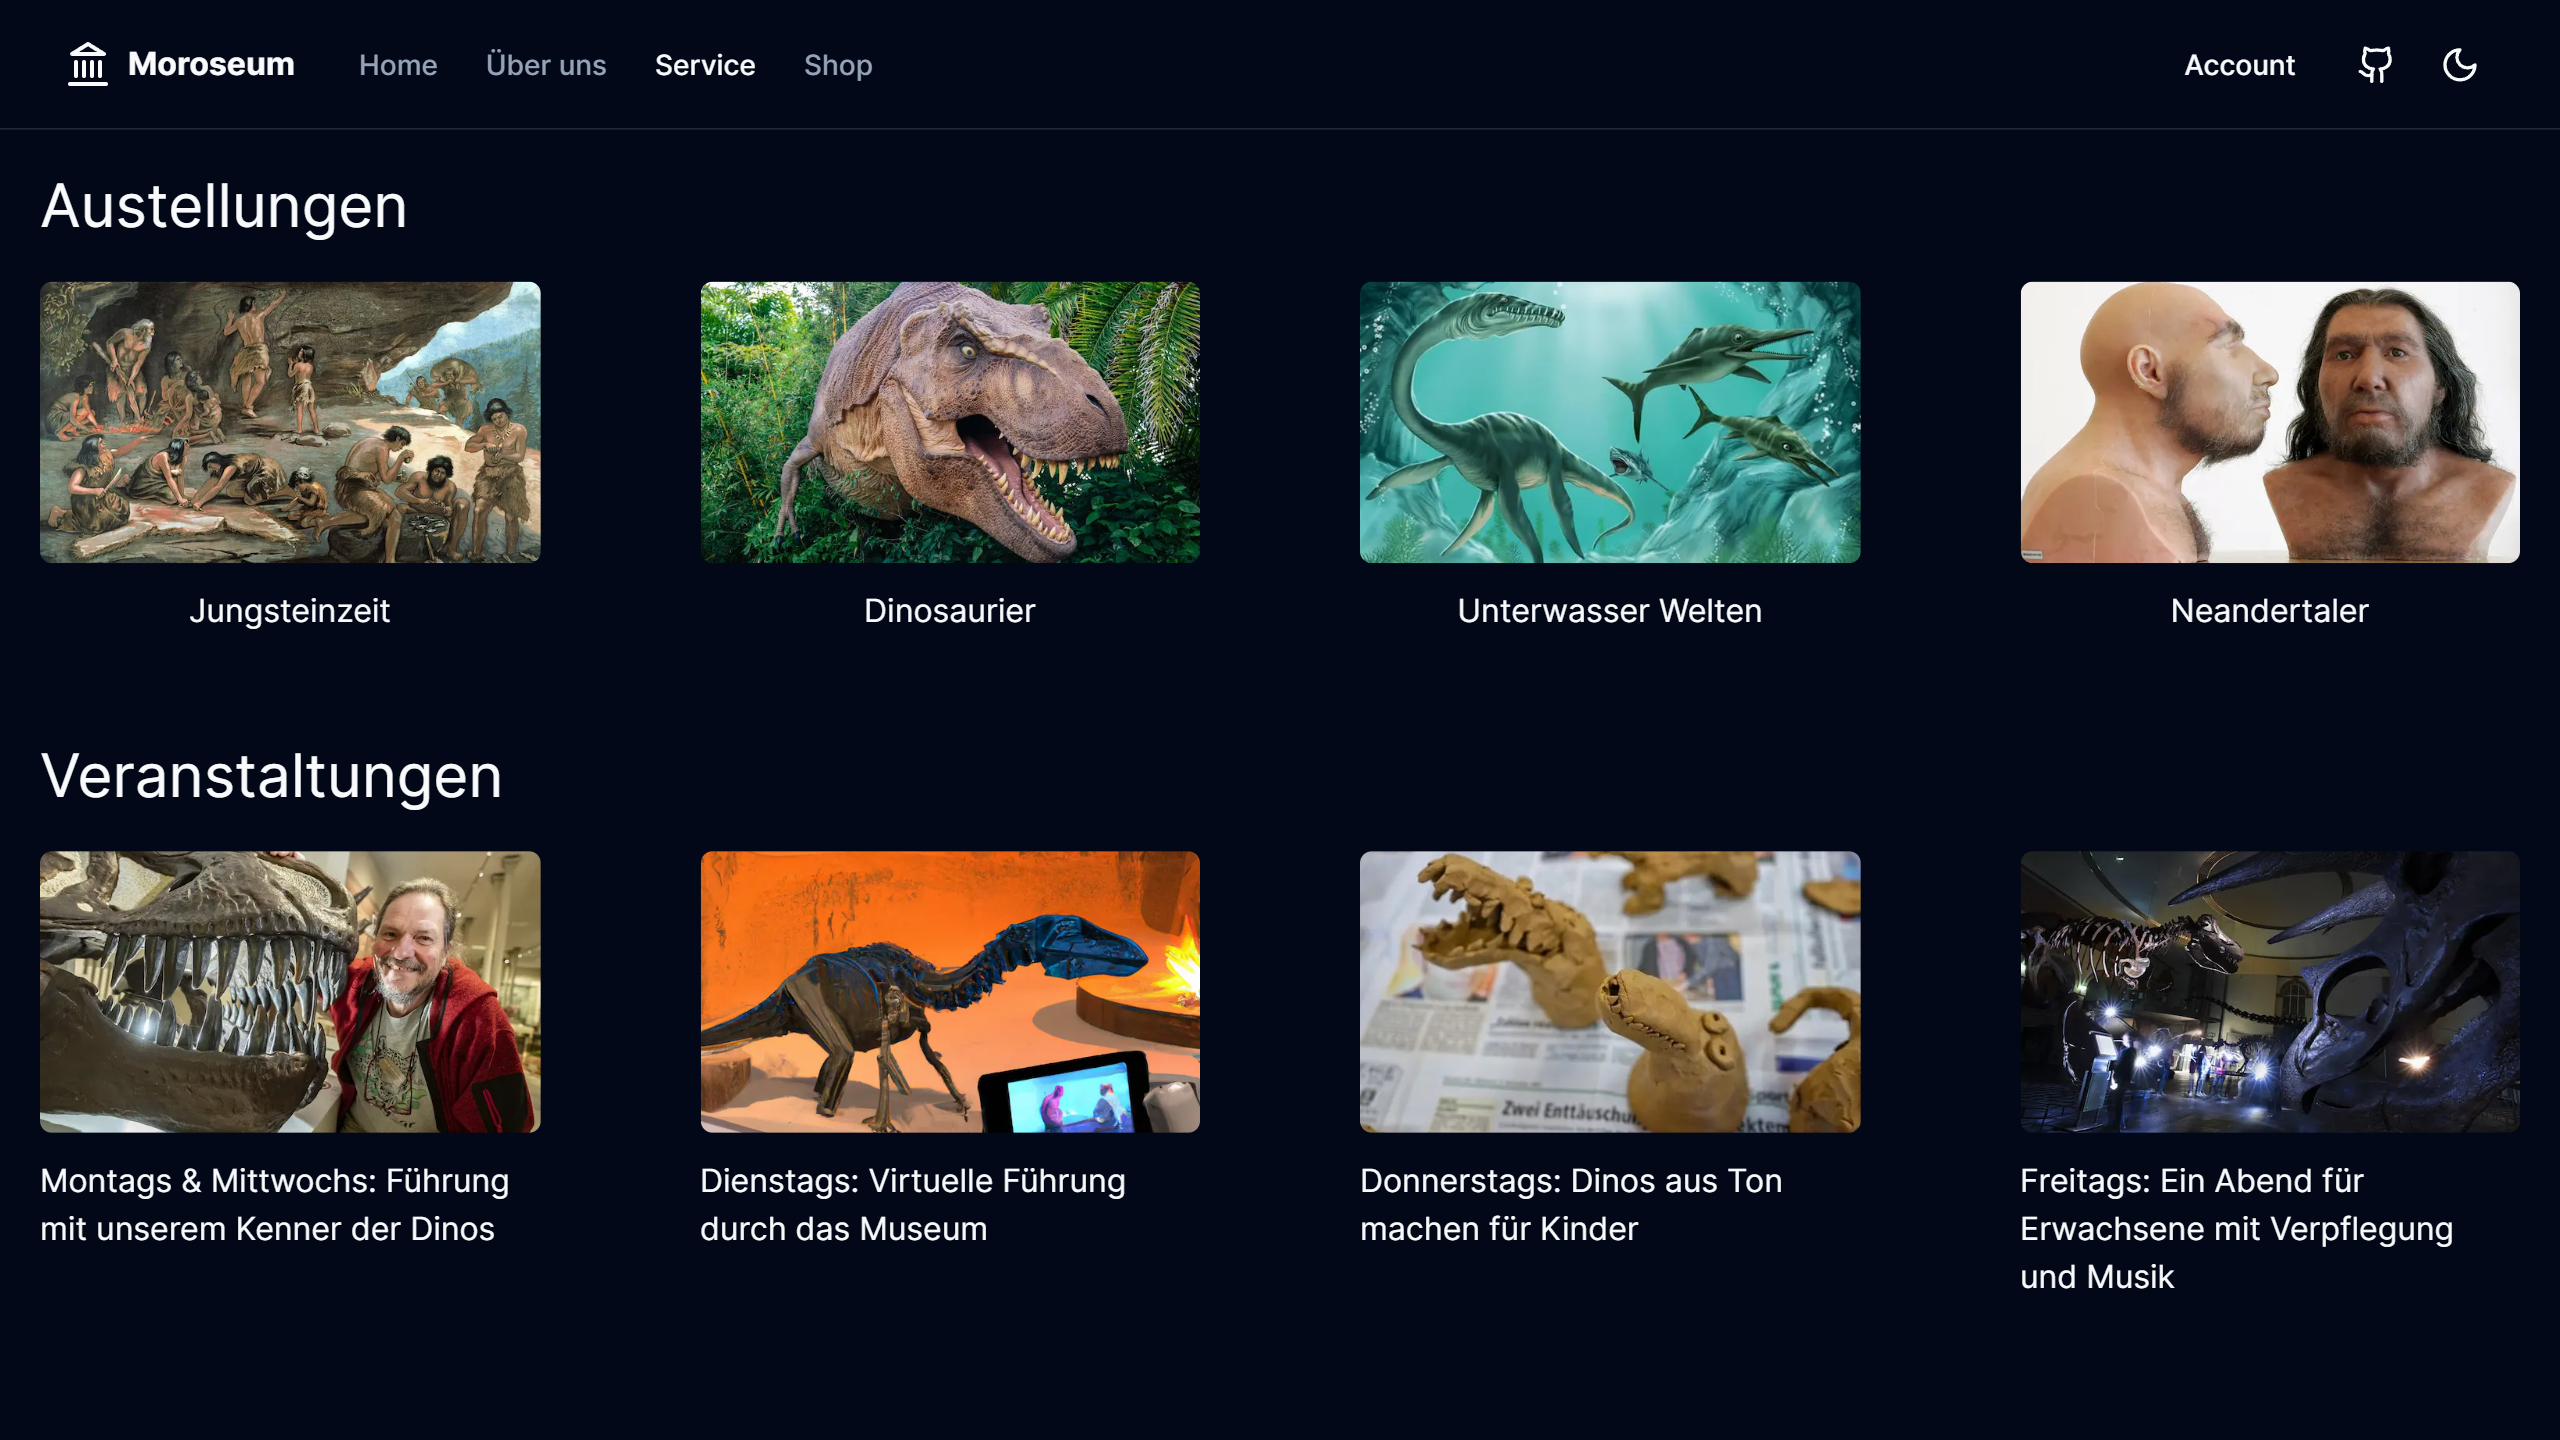 Moroseum
Home
Über uns
Service
Shop
Account
Austellungen
Jungsteinzeit
Dinosaurier
Unterwasser Welten
Neandertaler
Veranstaltungen
Zwei Enttäuschu
ektem
Montags & Mittwochs: Führung
mit unserem Kenner der Dinos
Dienstags: Virtuelle Führung
durch das Museum
Donnerstags: Dinos aus Ton
machen für Kinder
Freitags: Ein Abend für
Erwachsene mit Verpflegung
und Musik